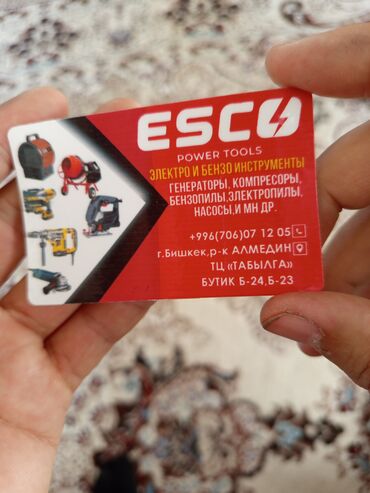 ESCO
POWER TOOLS
ЭЛЕКТРО И БЕНЗО ИНСТРУМЕНТЫ
ГЕНЕРАТОРЫ, КОМПРЕСОРЫ,
БЕНЗОПИЛЫ,ЭЛЕКТРОПИЛЫ,
НАСОСЫ,И МН ДР.
+996(706)07 12 05
г.Бишкек,р-к АЛМЕДИН
ТЦ «ТАБЫЛГА»
БУТИК Б-24,Б-23